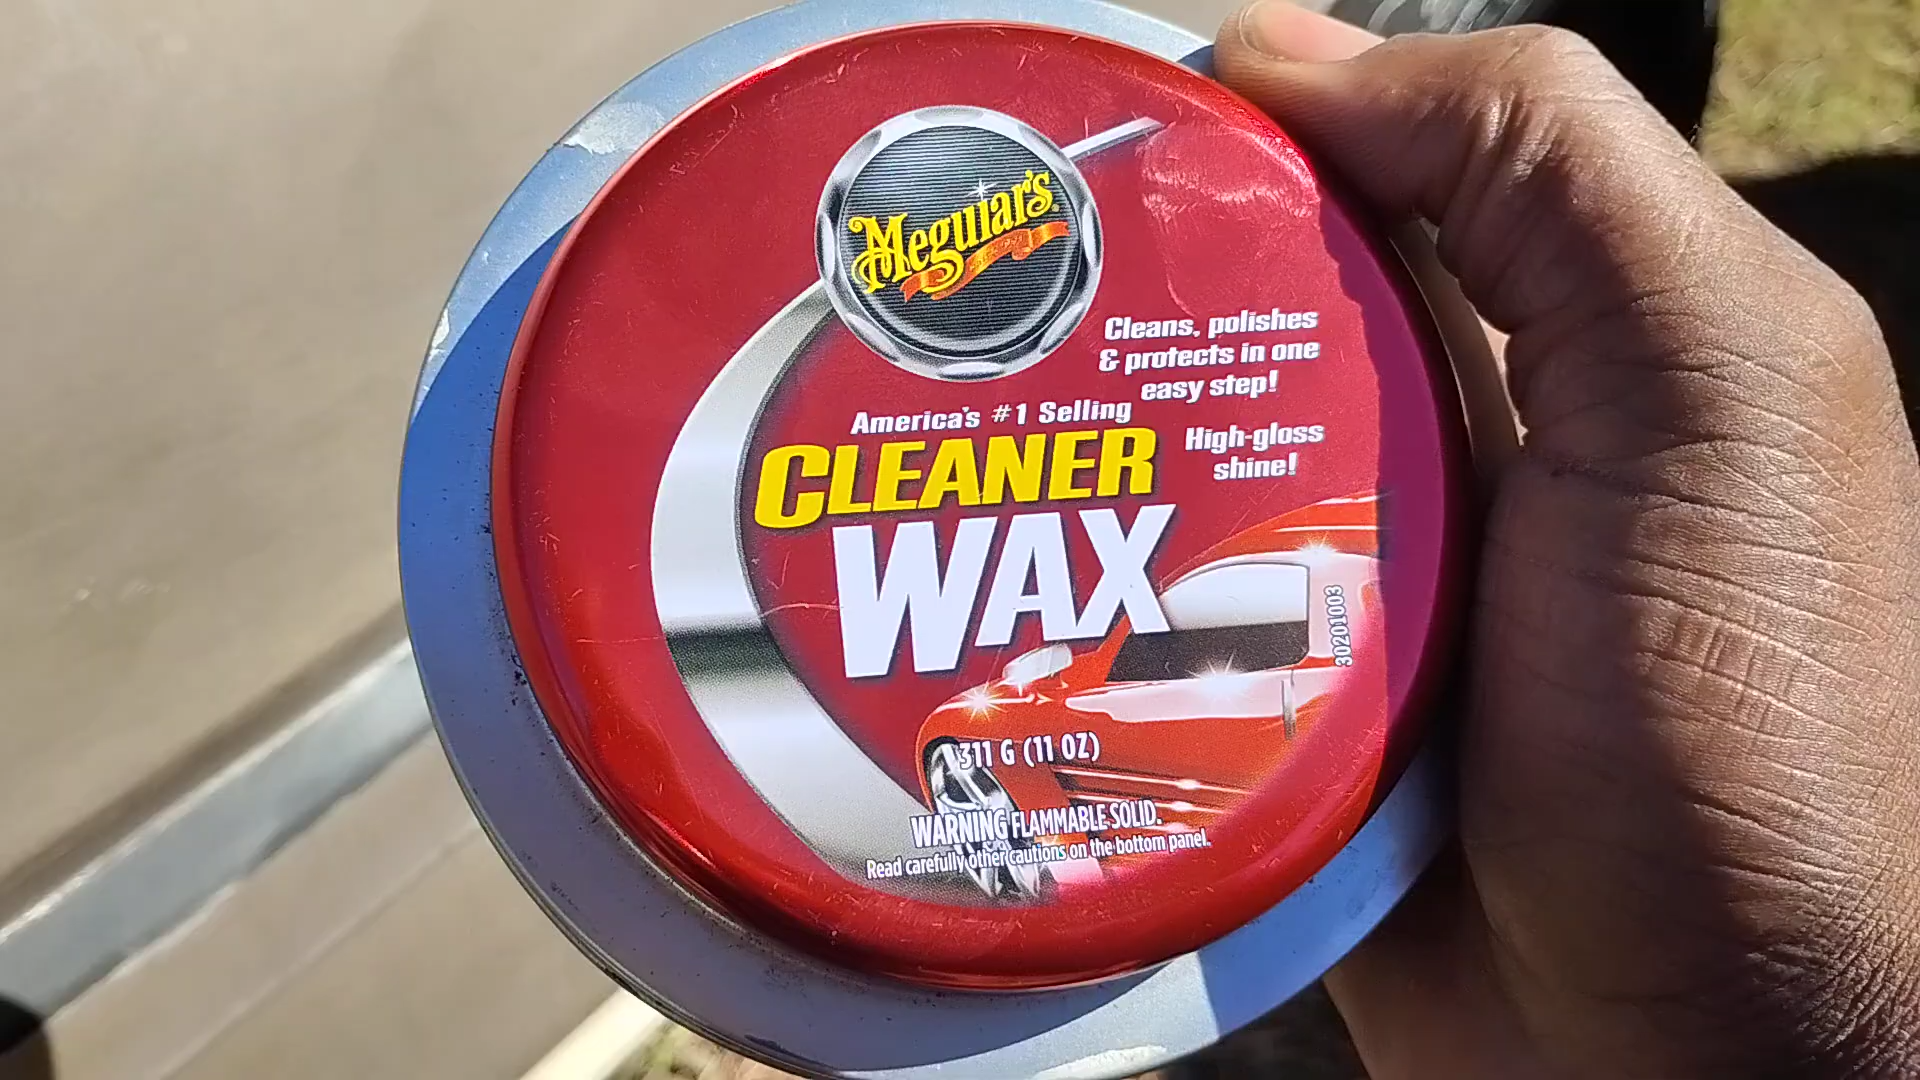 Meguiar's
Cleans, polishes
& protects in one
easy step!
America's #1 Selling
CLEANER
WAX
High-gloss
shine!
30201003
311 G (11 OZ)
WARNING FLAMMABLE SOLID.
Read carefully other cautions on the bottom panel.